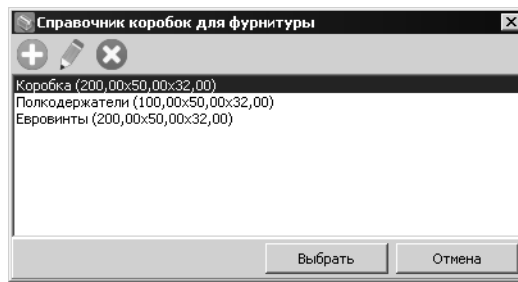 Справочник коробок для фурнитуры
Коробка (200,00x50,00x32,00)
Полкодержатели (100,00x50,00x32,00)
Евровинты (200,00x50,00x32,00)
Выбрать Отмена